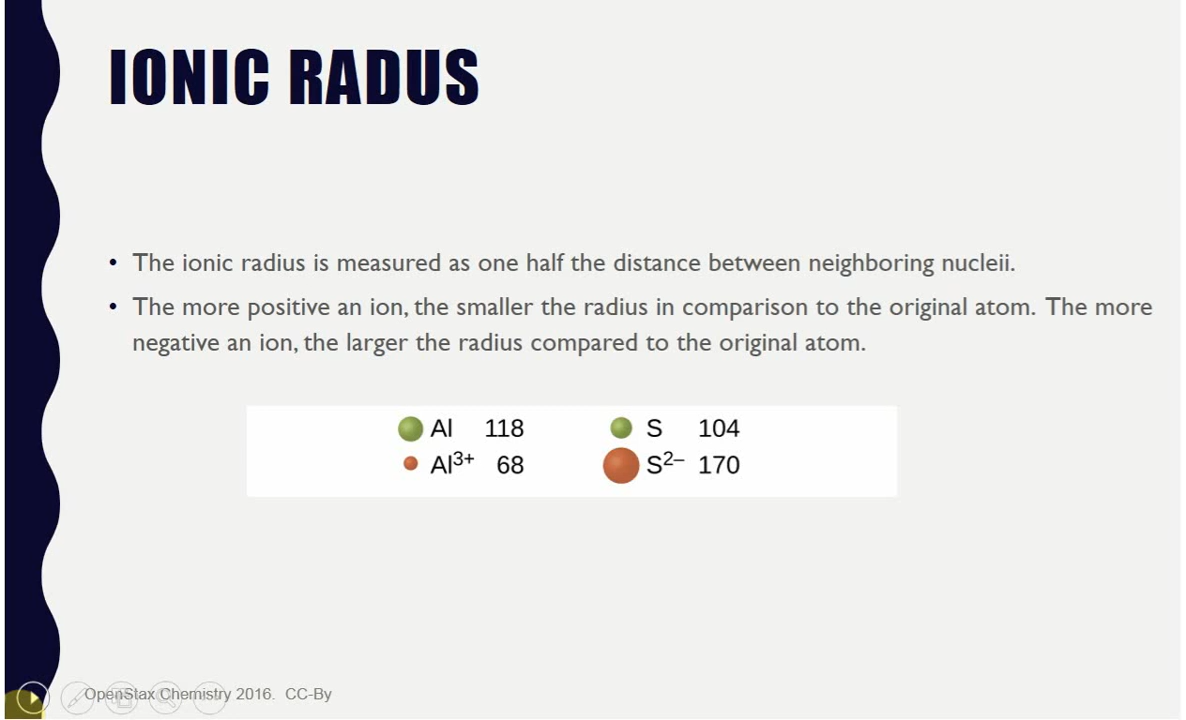 IONIC RADUS
• The ionic radius is measured as one half the distance between neighboring nucleii.
• The more positive an ion, the smaller the radius in comparison to the original atom. The more
negative an ion, the larger the radius compared to the original atom.
Al 118 S 104
Al³⁺ 68 S²⁻ 170
OpenStax Chemistry 2016. CC-By